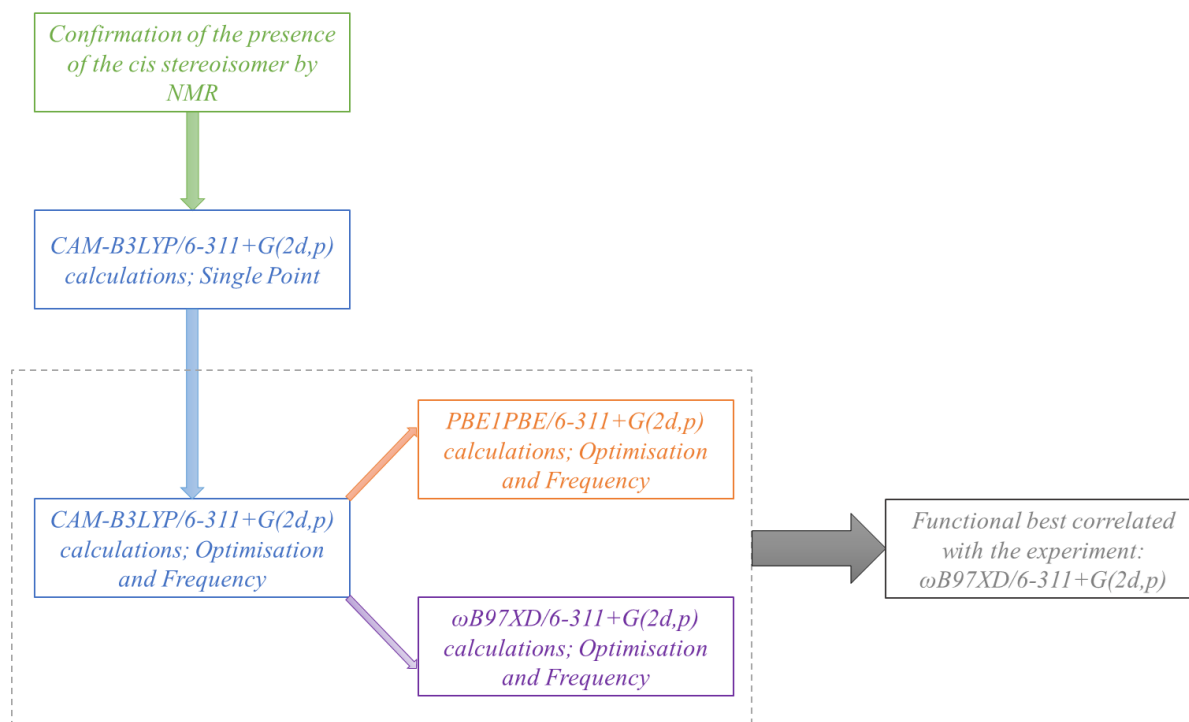 Confirmation of the presence
of the cis stereoisomer by
NMR
CAM-B3LYP/6-311+G(2d,p)
calculations; Single Point
CAM-B3LYP/6-311+G(2d,p)
calculations; Optimisation
and Frequency
PBE1PBE/6-311+G(2d,p)
calculations; Optimisation
and Frequency
ωB97XD/6-311+G(2d,p)
calculations; Optimisation
and Frequency
Functional best correlated
with the experiment:
ωB97XD/6-311+G(2d,p)